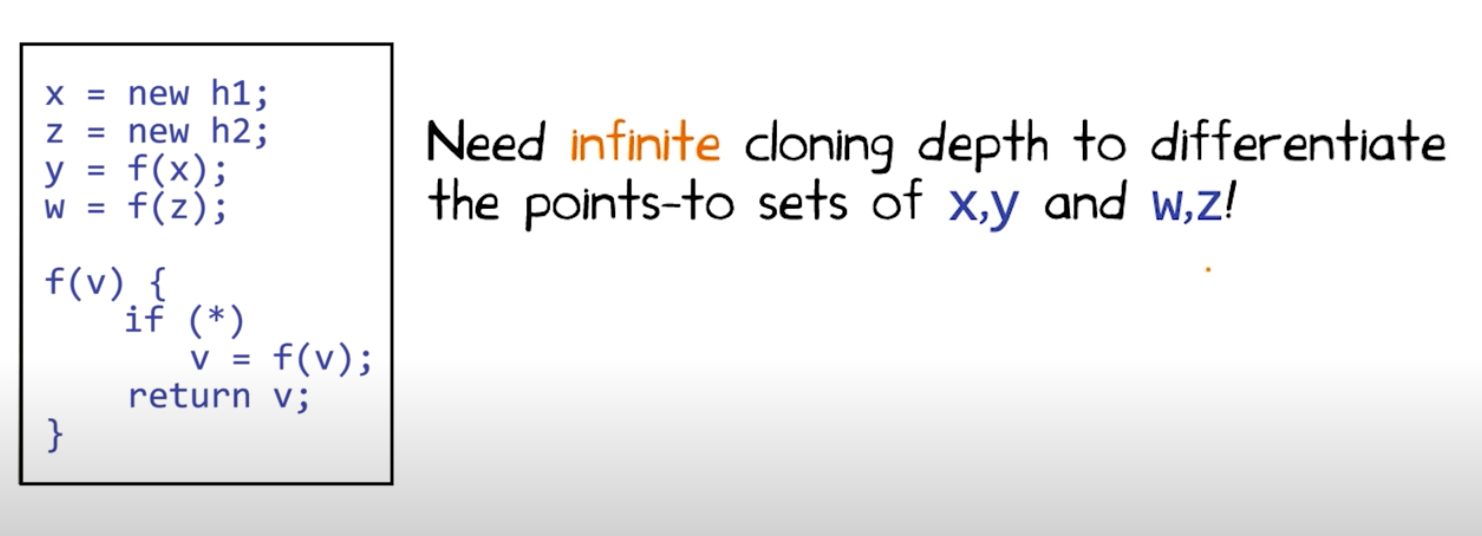 x = new h1;
z = new h2;
y = f(x);
w = f(z);
f(v) {
if (*)
v = f(v);
return v;
}
Need infinite cloning depth to differentiate
the points-to sets of x,y and w,z!